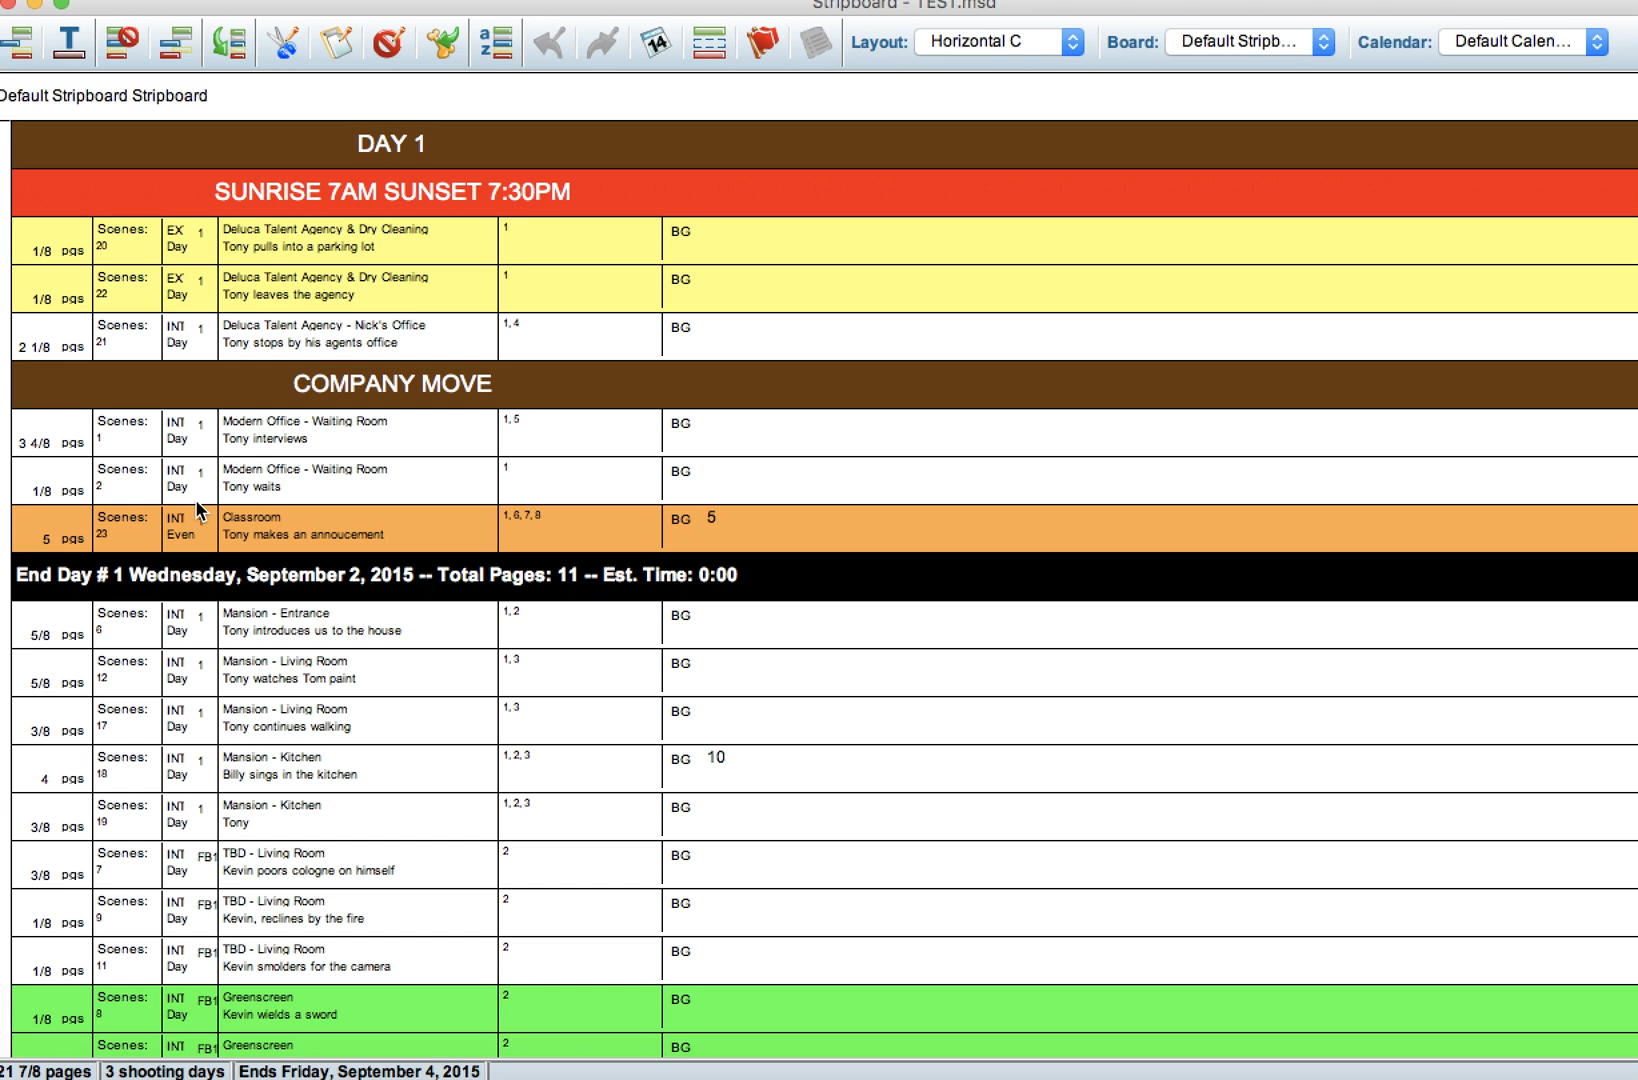 Stripboard - TEST.msd
T a z 14 Layout: Horizontal C Board: Default Stripb... Calendar: Default Calen...
Default Stripboard Stripboard
DAY 1
SUNRISE 7AM SUNSET 7:30PM
Scenes: EX 1 Deluca Talent Agency & Dry Cleaning 1 BG
1/8 pgs 20 Day Tony pulls into a parking lot
Scenes: EX 1 Deluca Talent Agency & Dry Cleaning 1 BG
1/8 pgs 22 Day Tony leaves the agency
Scenes: INT 1 Deluca Talent Agency - Nick's Office 1, 4 BG
2 1/8 pgs 21 Day Tony stops by his agents office
COMPANY MOVE
Scenes: INT 1 Modern Office - Waiting Room 1, 5 BG
3 4/8 pgs 1 Day Tony interviews
Scenes: INT 1 Modern Office - Waiting Room 1 BG
1/8 pgs 2 Day Tony waits
Scenes: INT Classroom 1, 6, 7, 8 BG 5
5 pgs 23 Even Tony makes an annoucement
End Day # 1 Wednesday, September 2, 2015 -- Total Pages: 11 -- Est. Time: 0:00
Scenes: INT 1 Mansion - Entrance 1, 2 BG
5/8 pgs 6 Day Tony introduces us to the house
Scenes: INT 1 Mansion - Living Room 1, 3 BG
5/8 pgs 12 Day Tony watches Tom paint
Scenes: INT 1 Mansion - Living Room 1, 3 BG
3/8 pgs 17 Day Tony continues walking
Scenes: INT 1 Mansion - Kitchen 1, 2, 3 BG 10
4 pgs 18 Day Billy sings in the kitchen
Scenes: INT 1 Mansion - Kitchen 1, 2, 3 BG
3/8 pgs 19 Day Tony
Scenes: INT FB1 TBD - Living Room 2 BG
3/8 pgs 7 Day Kevin poors cologne on himself
Scenes: INT FB1 TBD - Living Room 2 BG
1/8 pgs 9 Day Kevin, reclines by the fire
Scenes: INT FB1 TBD - Living Room 2 BG
1/8 pgs 11 Day Kevin smolders for the camera
Scenes: INT FB1 Greenscreen 2 BG
1/8 pgs 8 Day Kevin wields a sword
Scenes: INT FB1 Greenscreen 2 BG
21 7/8 pages 3 shooting days Ends Friday, September 4, 2015